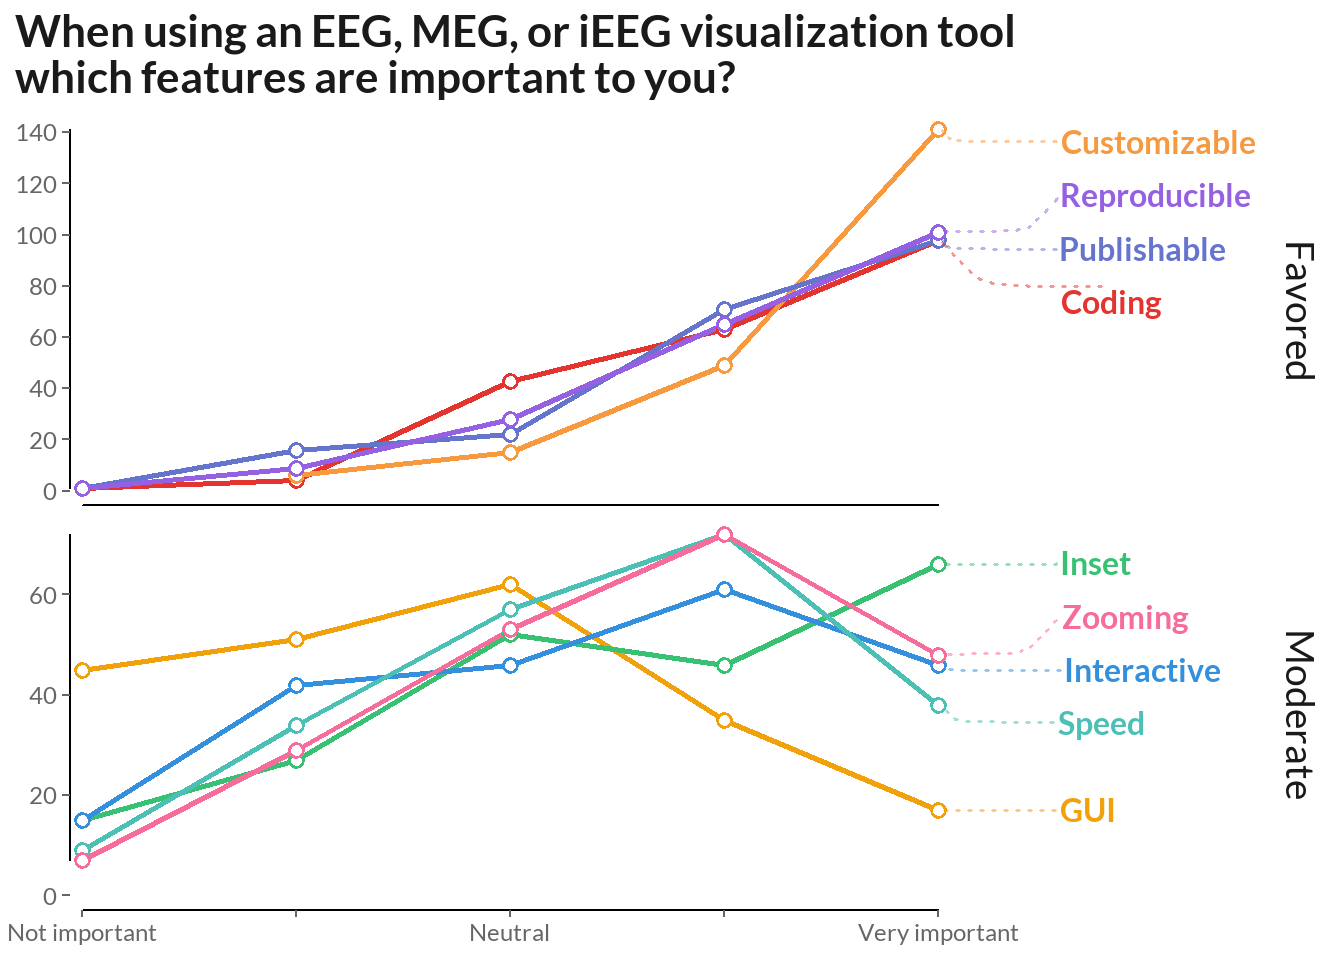 When using an EEG, MEG, or iEEG visualization tool
which features are important to you?
140
120
100
80
60
40
20
0
Customizable
Reproducible
Publishable
Coding
Favored
60
40
20
0
Inset
Zooming
Interactive
Speed
GUI
Moderate
Not important
Neutral
Very important